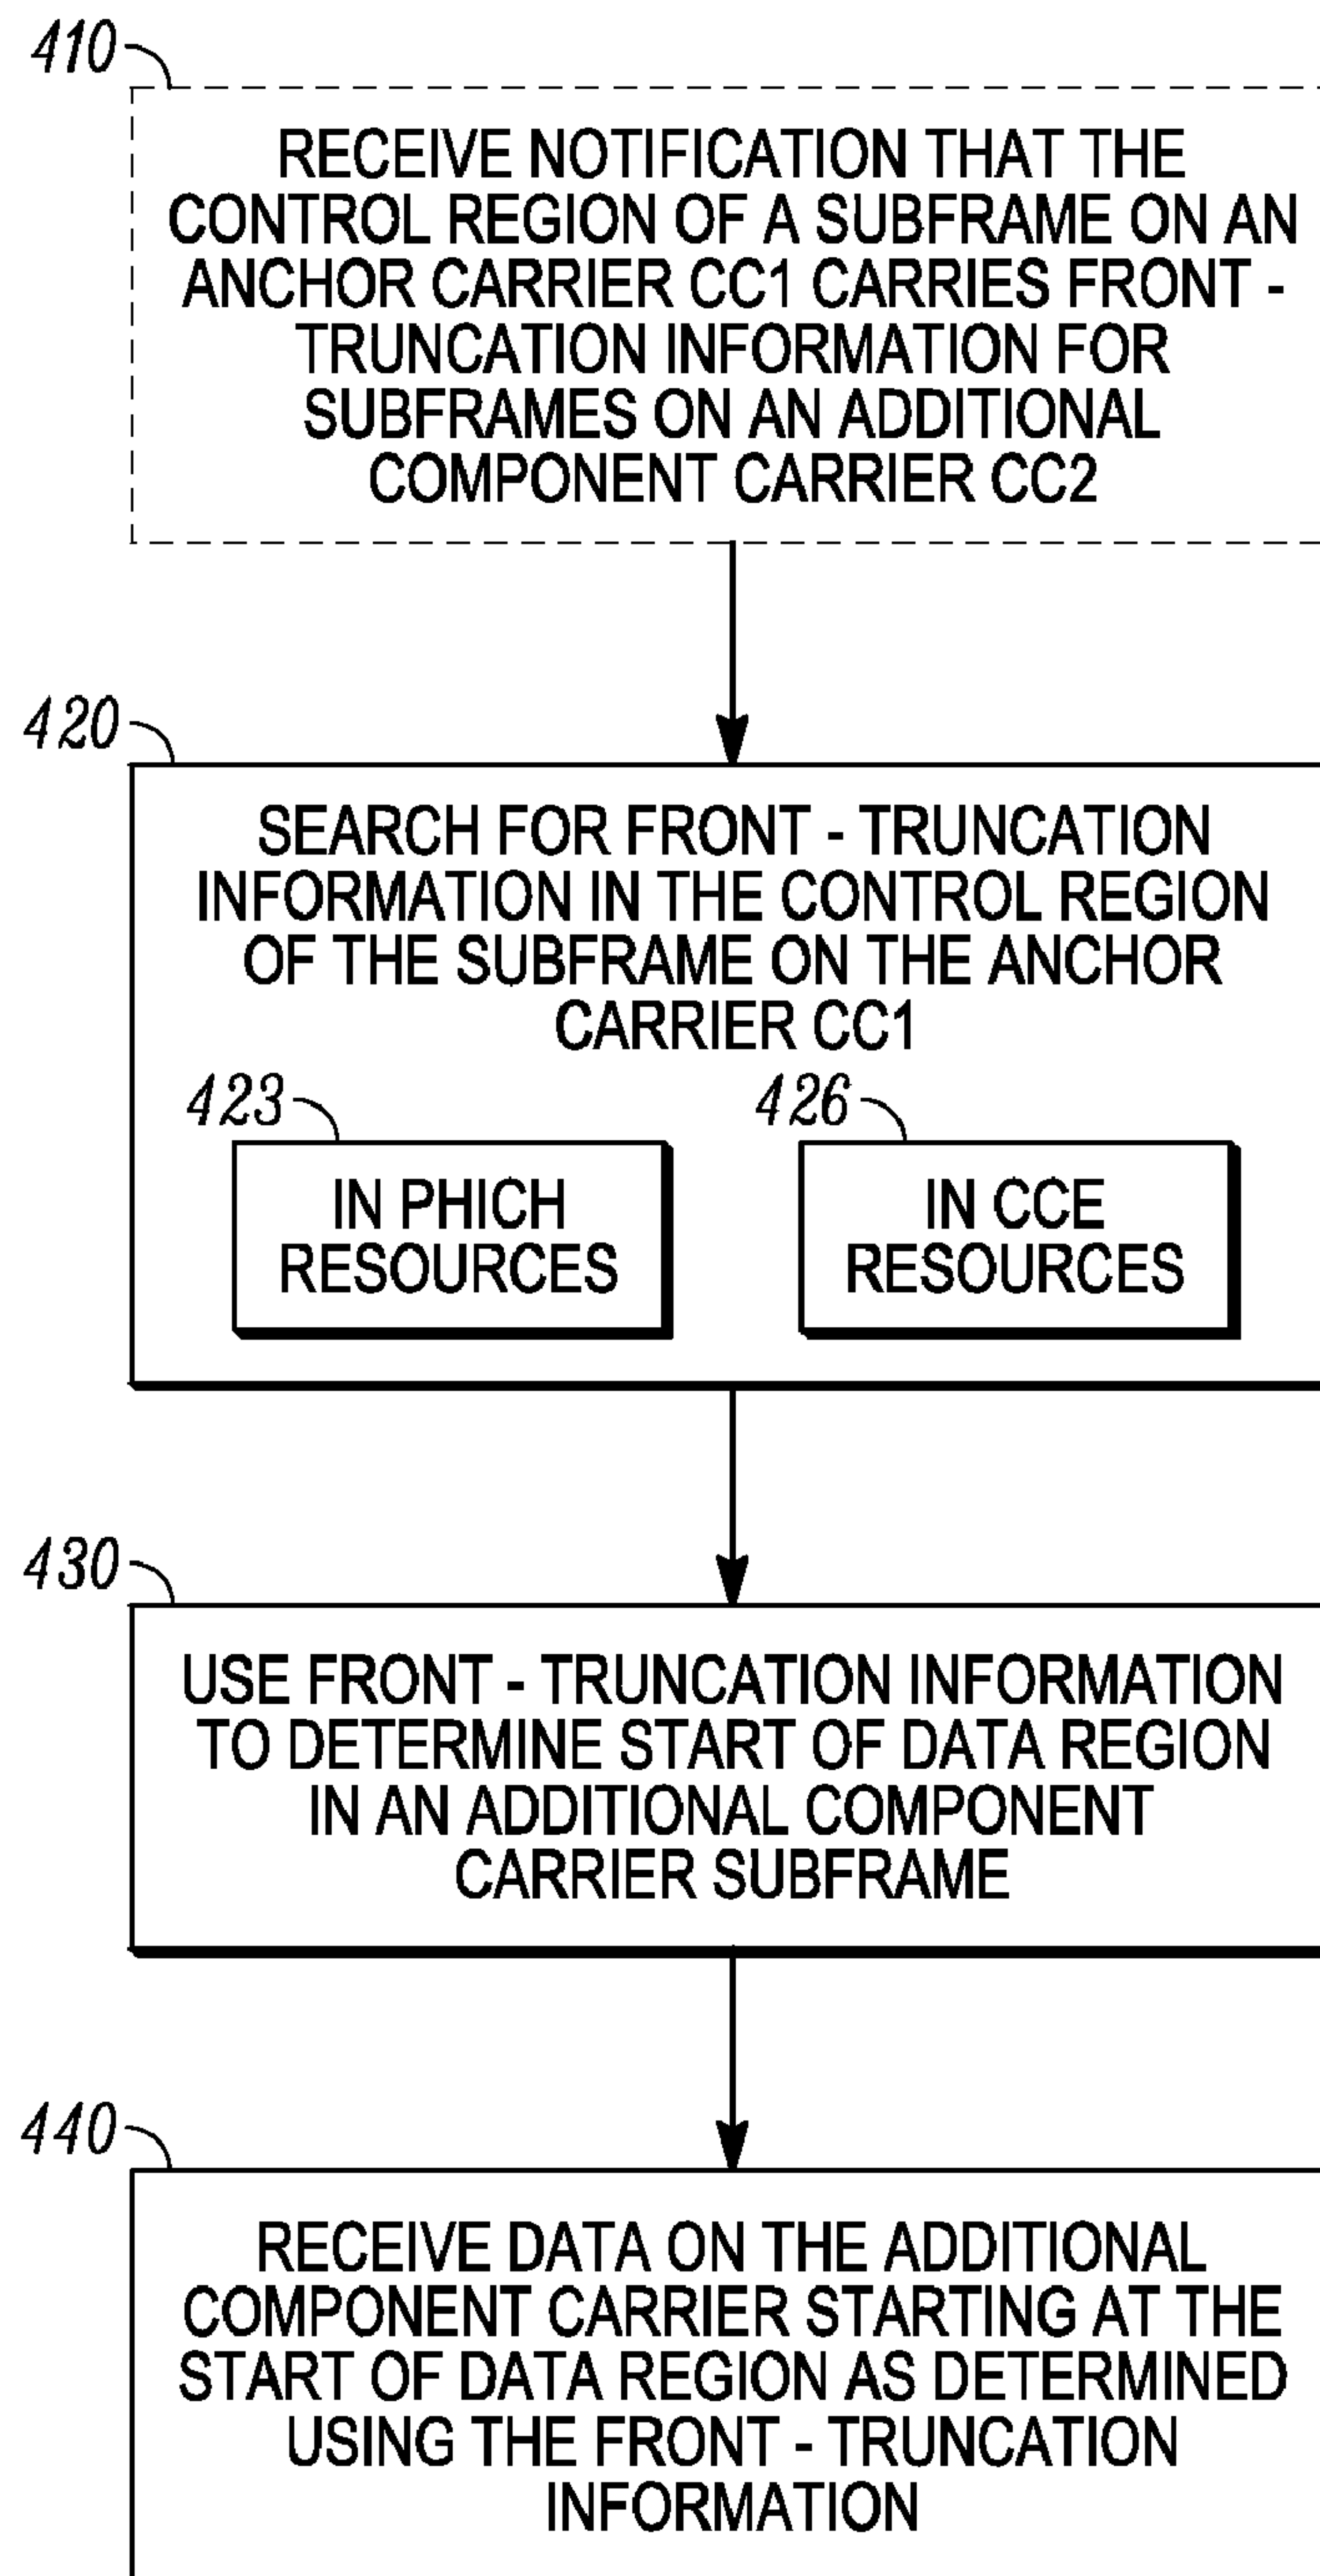 410
RECEIVE NOTIFICATION THAT THE
CONTROL REGION OF A SUBFRAME ON AN
ANCHOR CARRIER CC1 CARRIES FRONT -
TRUNCATION INFORMATION FOR
SUBFRAMES ON AN ADDITIONAL
COMPONENT CARRIER CC2
420
SEARCH FOR FRONT - TRUNCATION
INFORMATION IN THE CONTROL REGION
OF THE SUBFRAME ON THE ANCHOR
CARRIER CC1
423
IN PHICH
RESOURCES
426
IN CCE
RESOURCES
430
USE FRONT - TRUNCATION INFORMATION
TO DETERMINE START OF DATA REGION
IN AN ADDITIONAL COMPONENT
CARRIER SUBFRAME
440
RECEIVE DATA ON THE ADDITIONAL
COMPONENT CARRIER STARTING AT THE
START OF DATA REGION AS DETERMINED
USING THE FRONT - TRUNCATION
INFORMATION